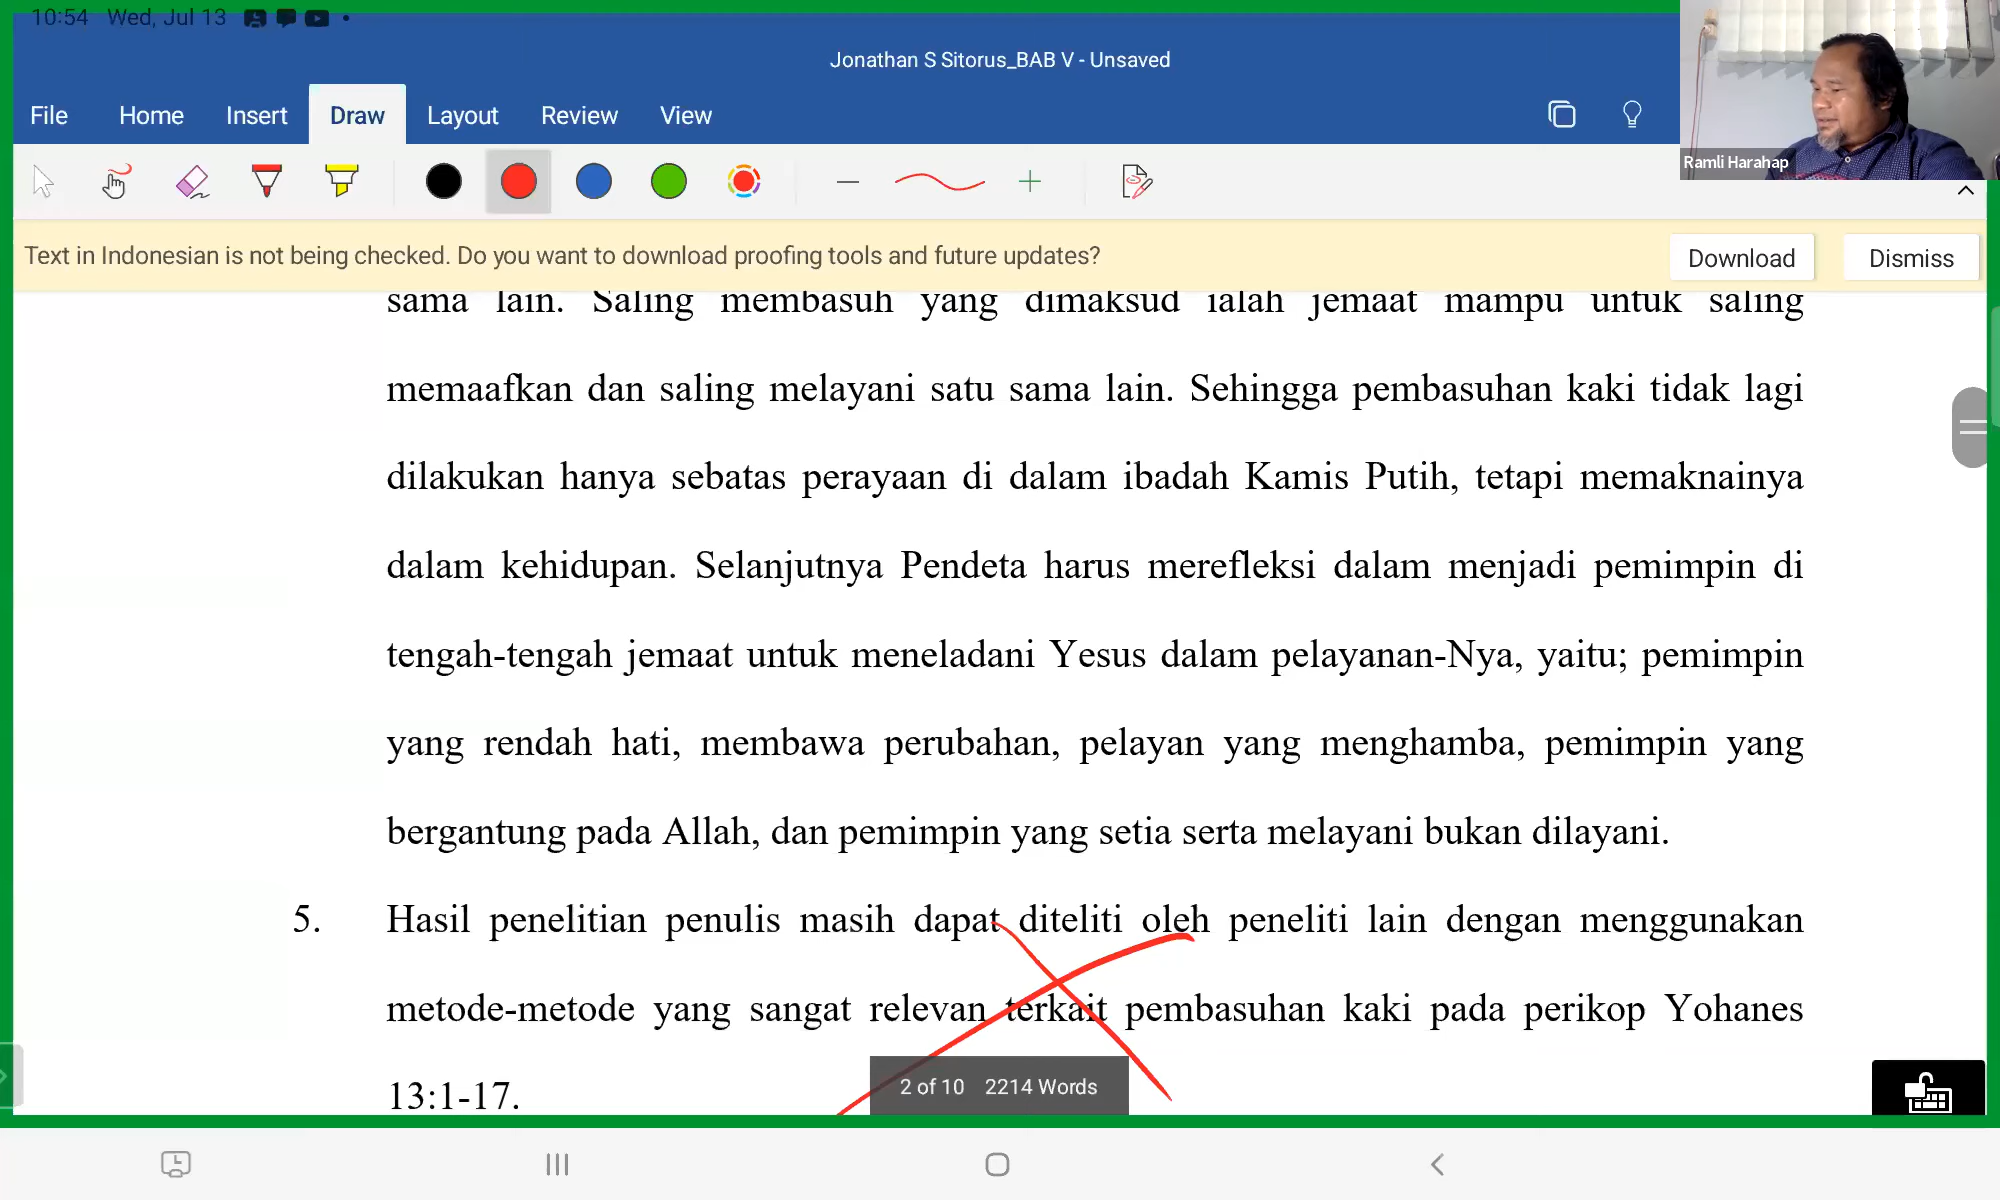 10:54 Wed, Jul 13
Jonathan S Sitorus_BAB V - Unsaved
File Home Insert Draw Layout Review View
Ramli Harahap
Text in Indonesian is not being checked. Do you want to download proofing tools and future updates?
Download Dismiss
sama lain. Saling membasuh yang dimaksud ialah jemaat mampu untuk saling
memaafkan dan saling melayani satu sama lain. Sehingga pembasuhan kaki tidak lagi
dilakukan hanya sebatas perayaan di dalam ibadah Kamis Putih, tetapi memaknainya
dalam kehidupan. Selanjutnya Pendeta harus merefleksi dalam menjadi pemimpin di
tengah-tengah jemaat untuk meneladani Yesus dalam pelayanan-Nya, yaitu; pemimpin
yang rendah hati, membawa perubahan, pelayan yang menghamba, pemimpin yang
bergantung pada Allah, dan pemimpin yang setia serta melayani bukan dilayani.
5. Hasil penelitian penulis masih dapat diteliti oleh peneliti lain dengan menggunakan
metode-metode yang sangat relevan terkait pembasuhan kaki pada perikop Yohanes
13:1-17.
2 of 10 2214 Words